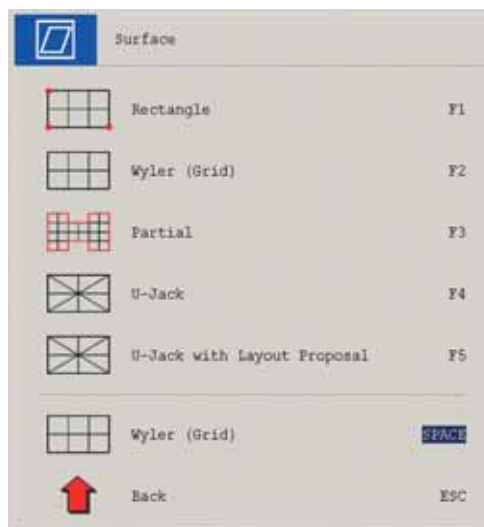 Surface
Rectangle F1
Wyler (Grid) F2
Partial F3
U-Jack F4
U-Jack with Layout Proposal F5
Wyler (Grid) SPACE
Back ESC